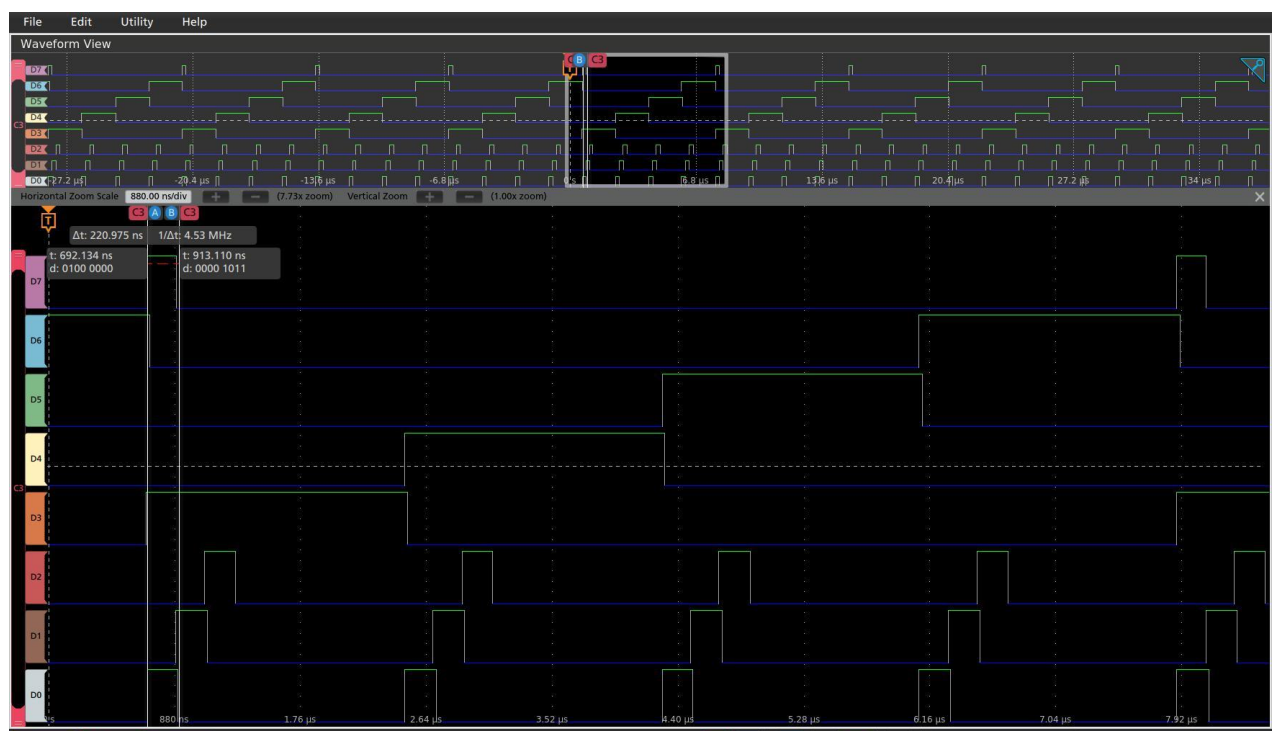 File Edit Utility Help
Waveform View
C3 B C3
T
D7
D6
D5
D4
C3
D3
D2
D1
D0 -27.2 µs -20.4 µs -13.6 µs -6.8 µs 0 s 6.8 µs 13.6 µs 20.4 µs 27.2 µs 34 µs
Horizontal Zoom Scale 880.00 ns/div + − (7.73x zoom) Vertical Zoom + − (1.00x zoom) ×
C3 A B C3
T
Δt: 220.975 ns 1/Δt: 4.53 MHz
t: 692.134 ns t: 913.110 ns
d: 0100 0000 d: 0000 1011
D7
D6
D5
D4
C3
D3
D2
D1
D0
880 ns 1.76 µs 2.64 µs 3.52 µs 4.40 µs 5.28 µs 6.16 µs 7.04 µs 7.92 µs